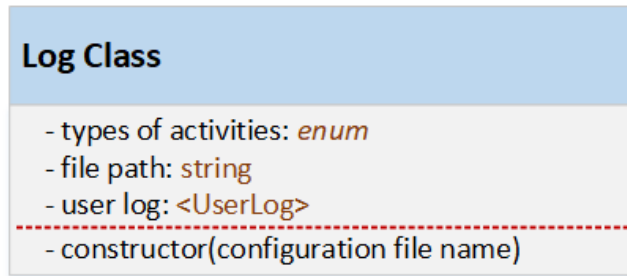 Log Class
- types of activities: enum
- file path: string
- user log: <UserLog>
- constructor(configuration file name)